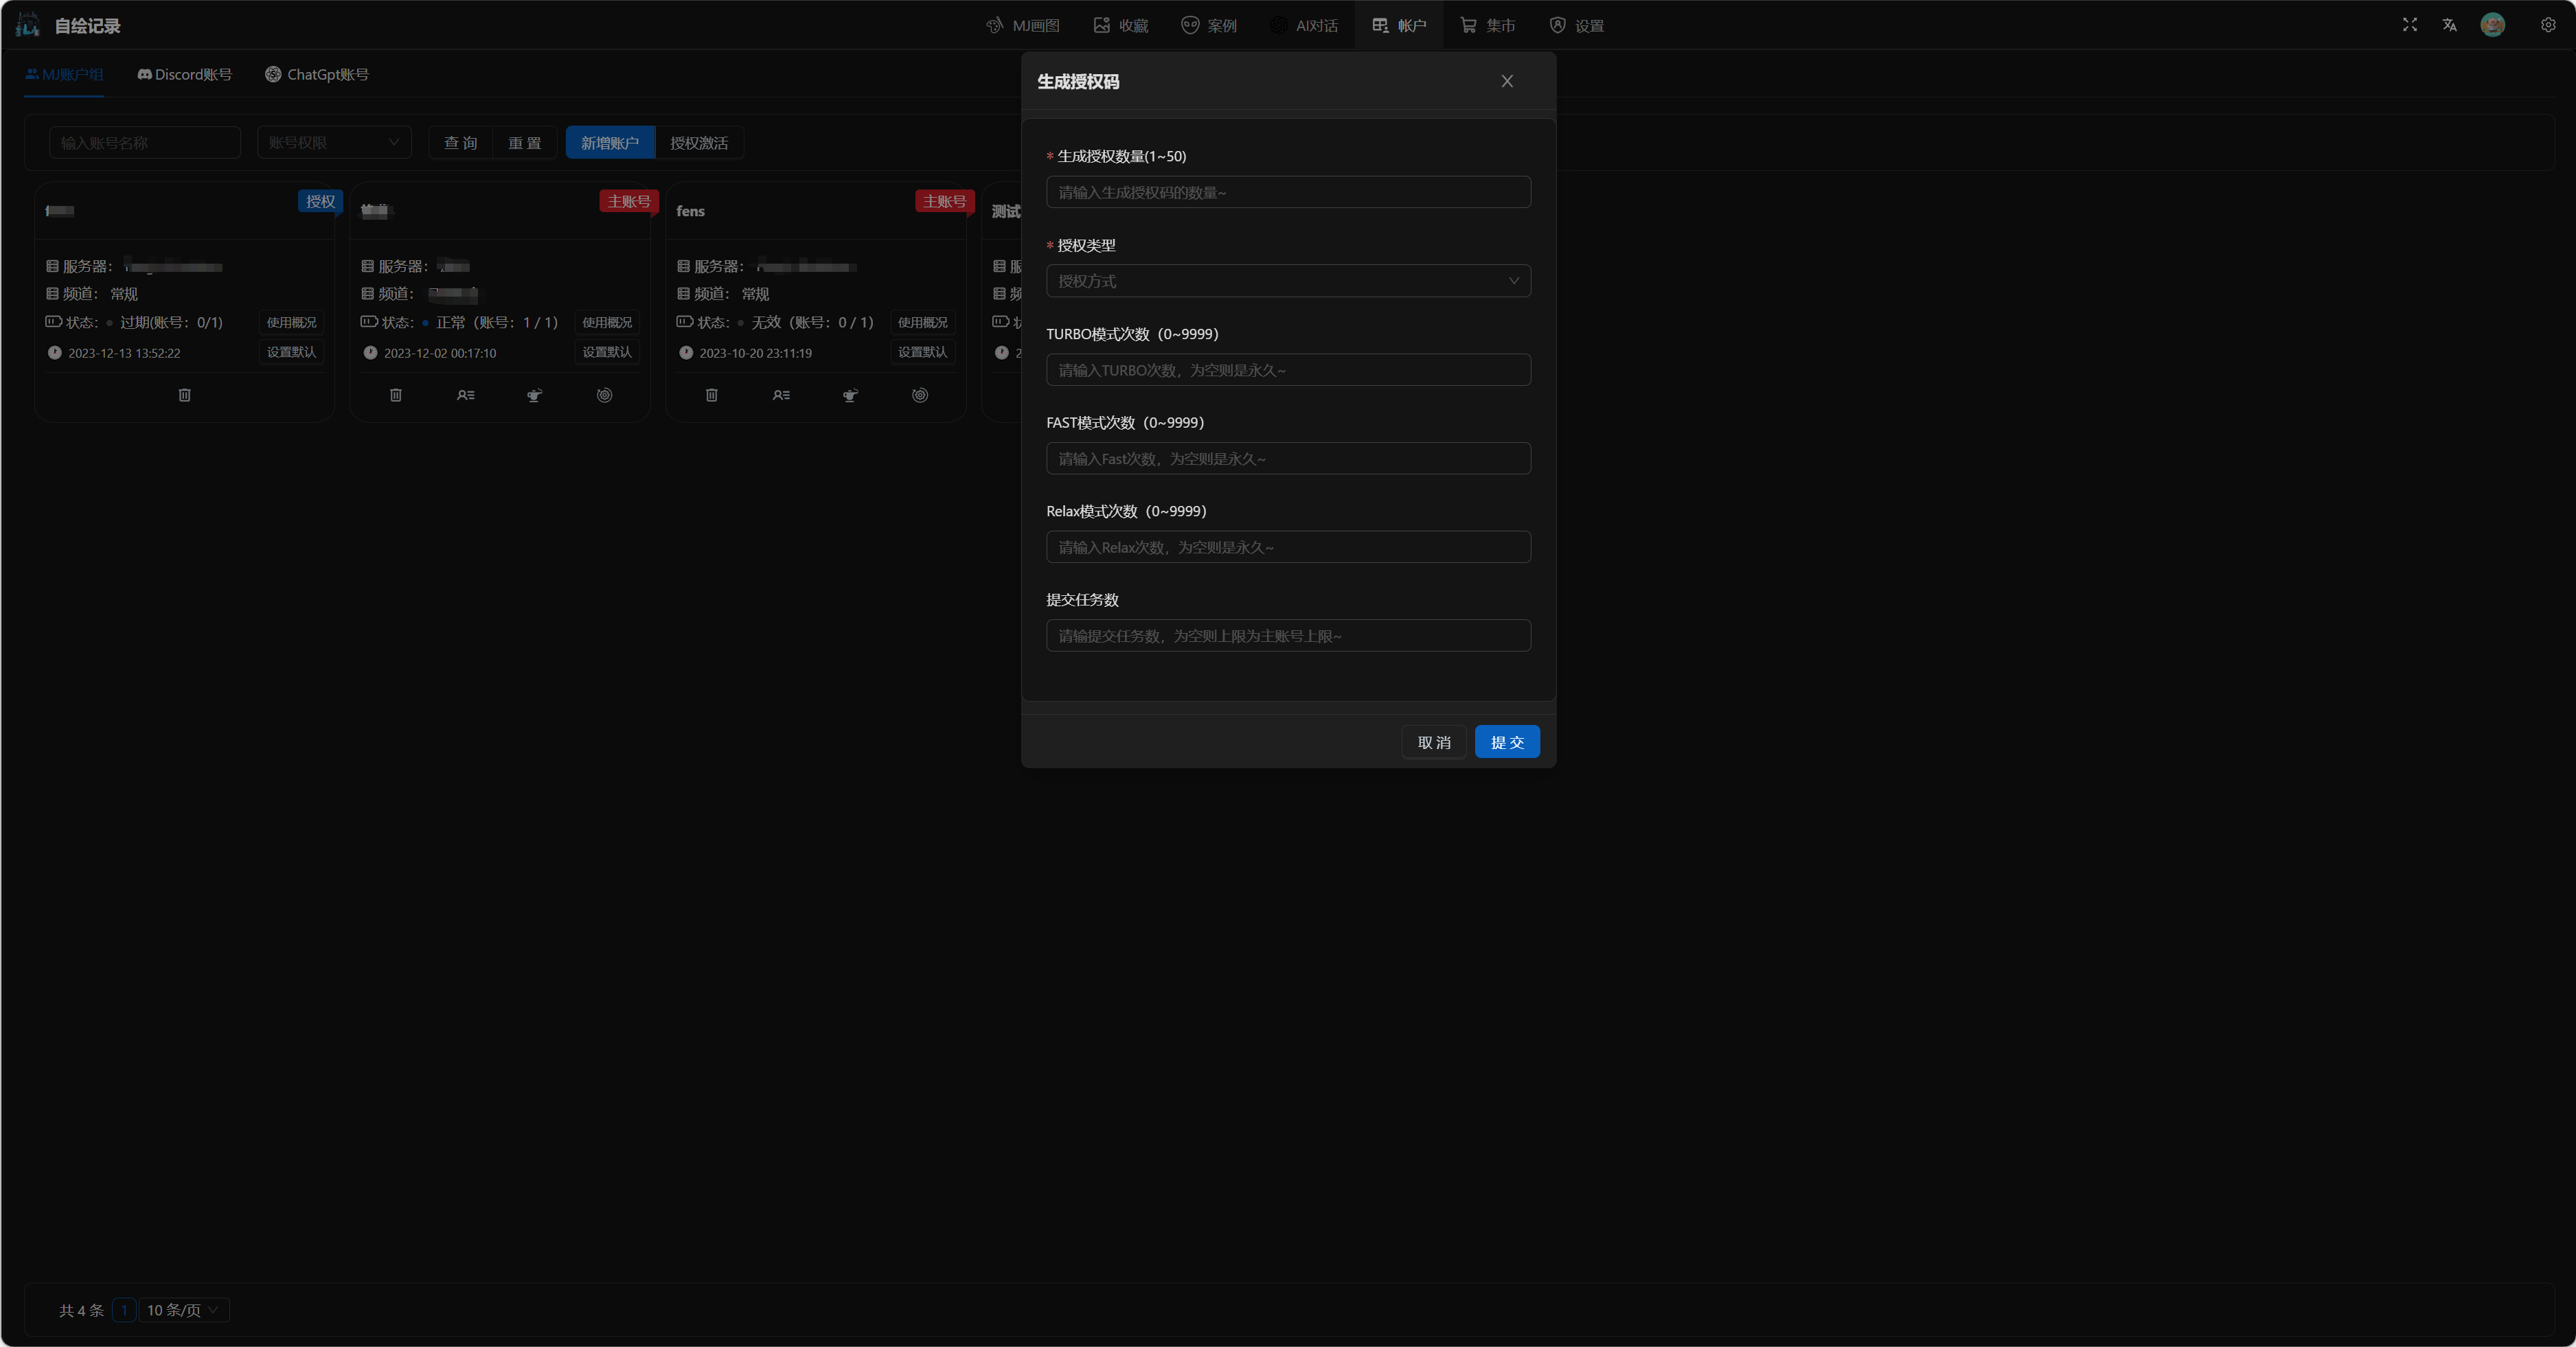 自绘记录
MJ画图 收藏 案例 AI对话 帐户 集市 设置
MJ账户组 Discord账号 ChatGpt账号
输入账号名称 账号权限 查 询 重 置 新增账户 授权激活
授权
服务器：
频道： 常规
状态： 过期(账号：0/1) 使用概况
2023-12-13 13:52:22 设置默认
主账号
服务器：
频道：
状态： 正常（账号：1 / 1） 使用概况
2023-12-02 00:17:10 设置默认
fens 主账号
服务器：
频道： 常规
状态： 无效（账号：0 / 1） 使用概况
2023-10-20 23:11:19 设置默认
测试
生成授权码
* 生成授权数量(1~50)
请输入生成授权码的数量~
* 授权类型
授权方式
TURBO模式次数（0~9999）
请输入TURBO次数，为空则是永久~
FAST模式次数（0~9999）
请输入Fast次数，为空则是永久~
Relax模式次数（0~9999）
请输入Relax次数，为空则是永久~
提交任务数
请输提交任务数，为空则上限为主账号上限~
取 消 提 交
共 4 条 1 10 条/页